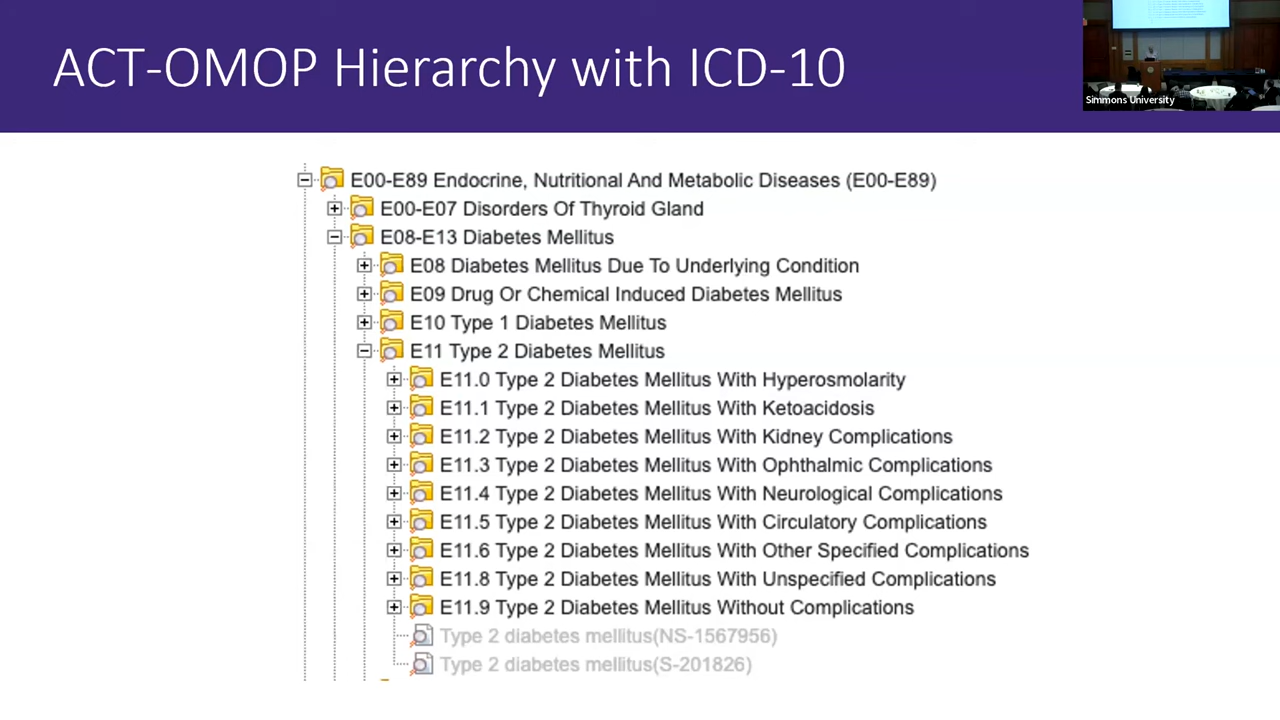 ACT-OMOP Hierarchy with ICD-10
Simmons University
E00-E89 Endocrine, Nutritional And Metabolic Diseases (E00-E89)
E00-E07 Disorders Of Thyroid Gland
E08-E13 Diabetes Mellitus
E08 Diabetes Mellitus Due To Underlying Condition
E09 Drug Or Chemical Induced Diabetes Mellitus
E10 Type 1 Diabetes Mellitus
E11 Type 2 Diabetes Mellitus
E11.0 Type 2 Diabetes Mellitus With Hyperosmolarity
E11.1 Type 2 Diabetes Mellitus With Ketoacidosis
E11.2 Type 2 Diabetes Mellitus With Kidney Complications
E11.3 Type 2 Diabetes Mellitus With Ophthalmic Complications
E11.4 Type 2 Diabetes Mellitus With Neurological Complications
E11.5 Type 2 Diabetes Mellitus With Circulatory Complications
E11.6 Type 2 Diabetes Mellitus With Other Specified Complications
E11.8 Type 2 Diabetes Mellitus With Unspecified Complications
E11.9 Type 2 Diabetes Mellitus Without Complications
Type 2 diabetes mellitus(NS-1567956)
Type 2 diabetes mellitus(S-201826)